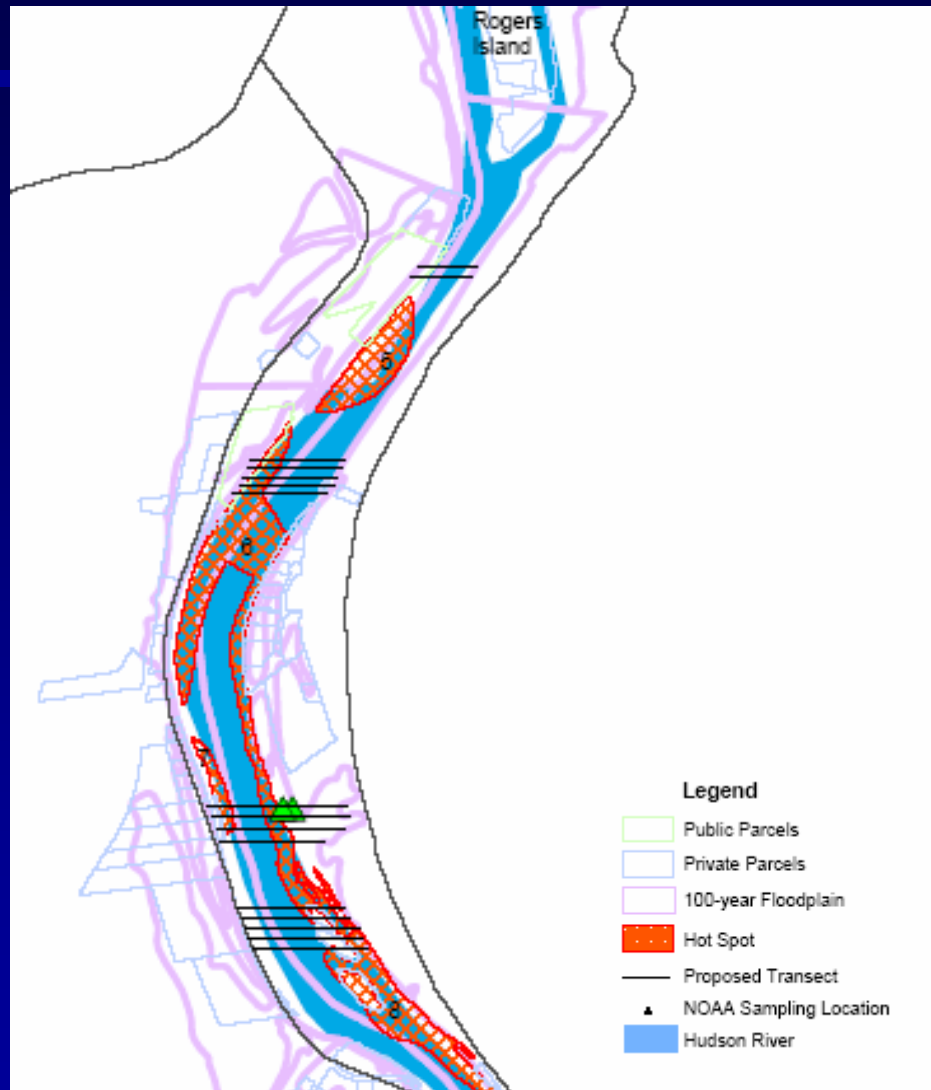 Rogers
Island
5
6
7
8
Legend
Public Parcels
Private Parcels
100-year Floodplain
Hot Spot
Proposed Transect
NOAA Sampling Location
Hudson River